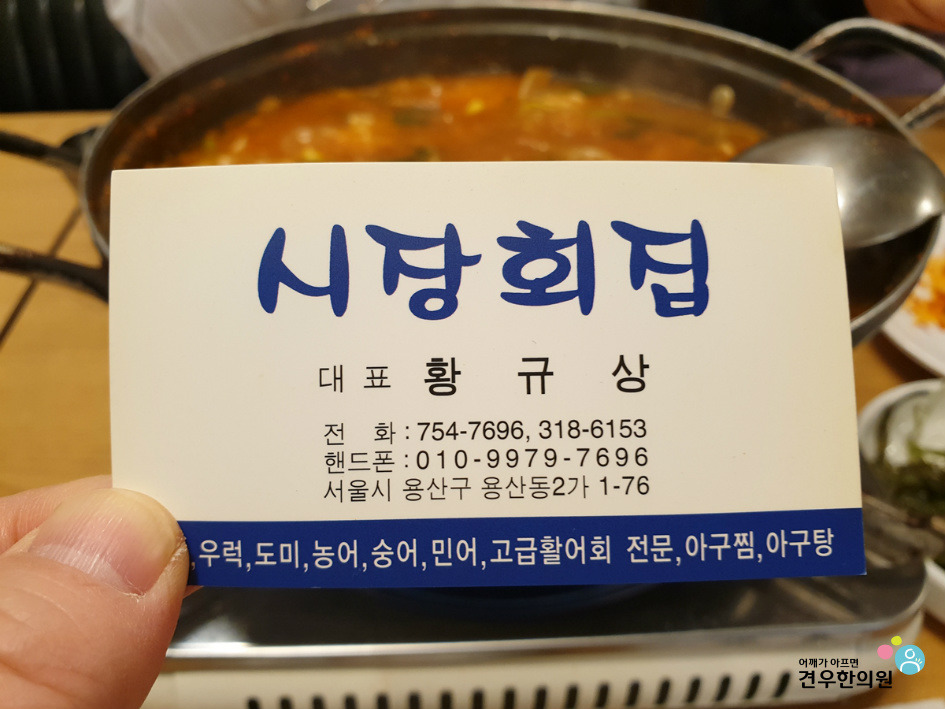 시장회집
대표 황 규 상
전 화 : 754-7696, 318-6153
핸드폰 : 010-9979-7696
서울시 용산구 용산동2가 1-76
,우럭,도미,농어,숭어,민어,고급활어회 전문,아구찜,아구탕
어깨가 아프면
견우한의원